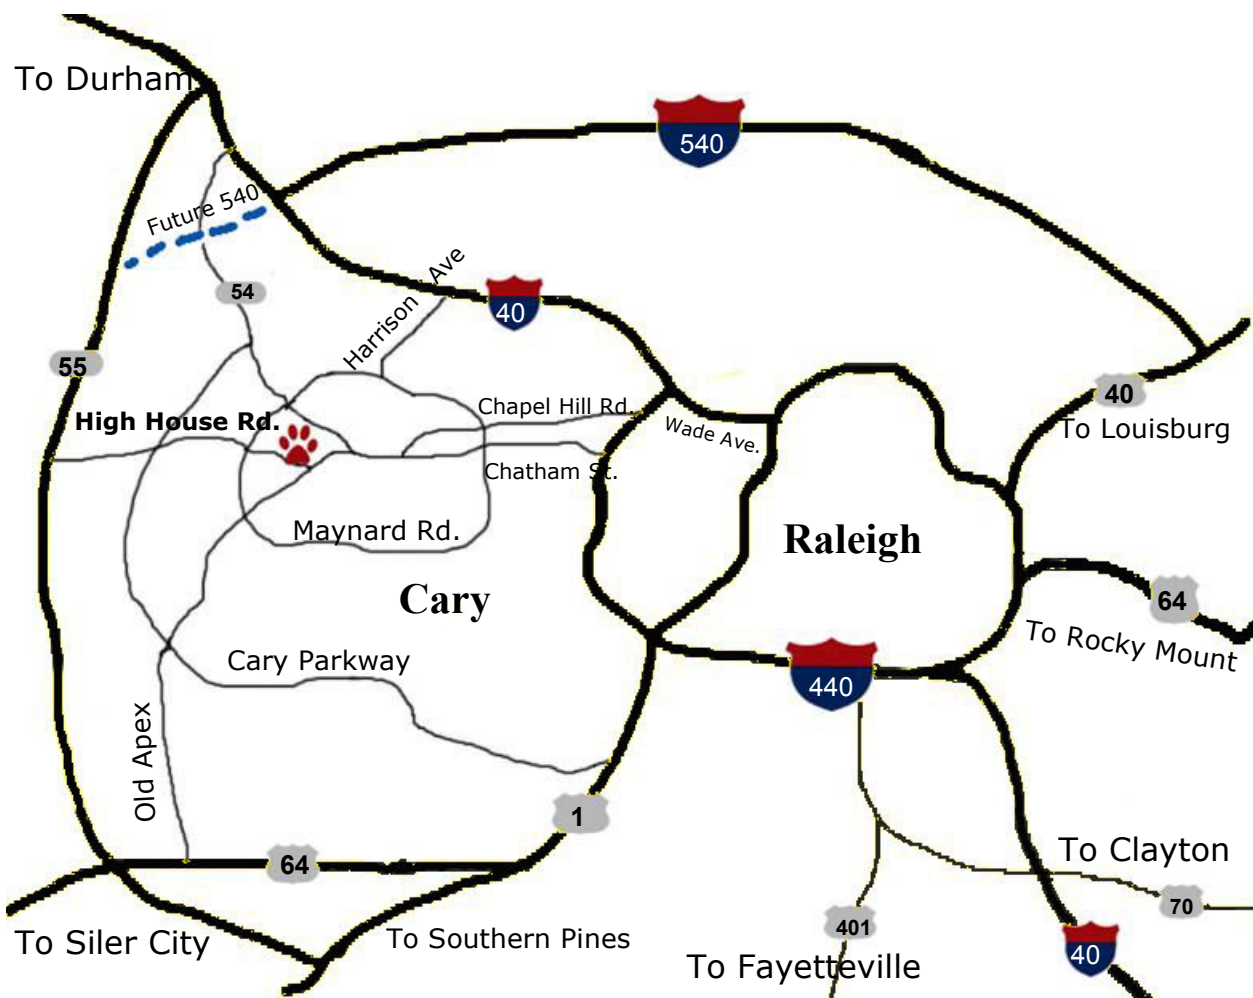 To Durham
540
Future 540
54
Harrison Ave
40
55
High House Rd.
Chapel Hill Rd.
Wade Ave.
40
To Louisburg
Chatham St.
Maynard Rd.
Raleigh
Cary
64
To Rocky Mount
Cary Parkway
440
Old Apex
1
64
To Clayton
70
401
To Siler City
To Southern Pines
To Fayetteville
40